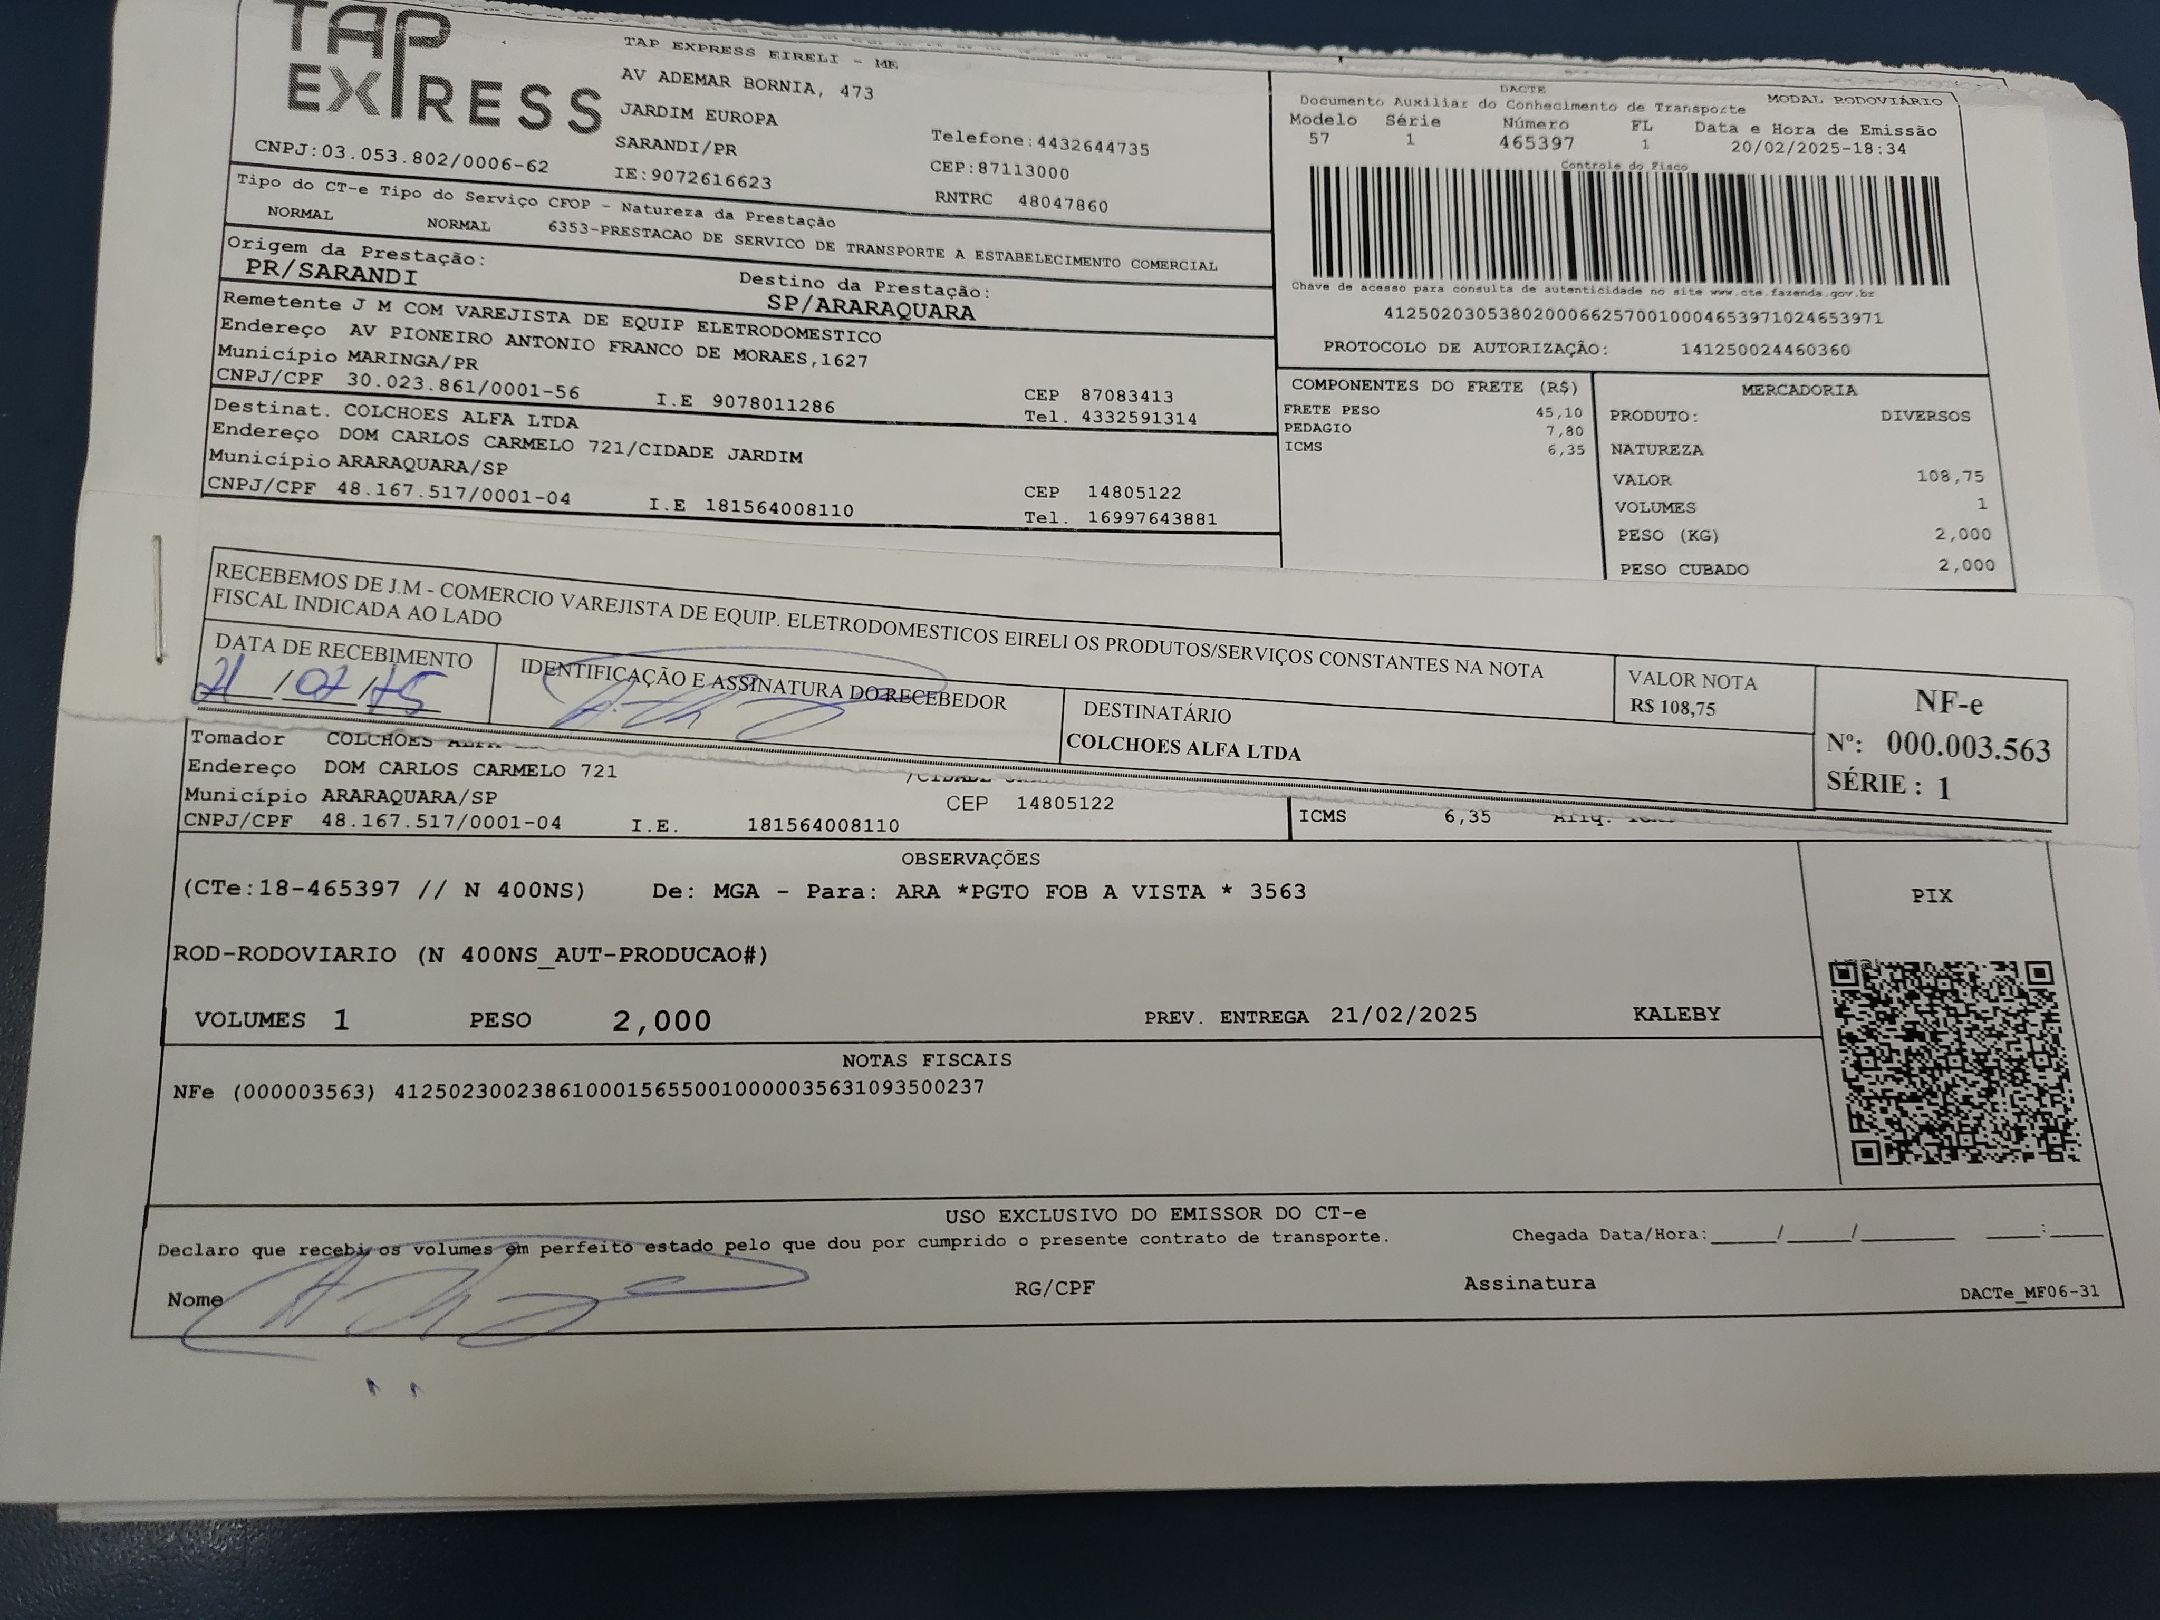 TAP EXPRESS
TAP EXPRESS EIRELI - ME
AV ADEMAR BORNIA, 473
JARDIM EUROPA
SARANDI/PR
Telefone:4432644735
CEP:87113000
CNPJ:03.053.802/0006-62
IE:9072616623
RNTRC 48047860
Tipo do CT-e Tipo do Serviço CFOP - Natureza da Prestação
NORMAL NORMAL 6353-PRESTACAO DE SERVICO DE TRANSPORTE A ESTABELECIMENTO COMERCIAL
Origem da Prestação:
PR/SARANDI
Destino da Prestação:
SP/ARARAQUARA
Remetente J M COM VAREJISTA DE EQUIP ELETRODOMESTICO
Endereço AV PIONEIRO ANTONIO FRANCO DE MORAES,1627
Município MARINGA/PR
CEP 87083413
CNPJ/CPF 30.023.861/0001-56 I.E 9078011286 Tel. 4332591314
Destinat. COLCHOES ALFA LTDA
Endereço DOM CARLOS CARMELO 721/CIDADE JARDIM
Município ARARAQUARA/SP
CEP 14805122
CNPJ/CPF 48.167.517/0001-04 I.E 181564008110 Tel. 16997643881
DACTE MODAL RODOVIÁRIO
Documento Auxiliar do Conhecimento de Transporte
Modelo Série Número FL Data e Hora de Emissão
57 1 465397 1 20/02/2025-18:34
Controle do Fisco
Chave de acesso para consulta de autenticidade no site www.cte.fazenda.gov.br
41250203053802000662570010004653971024653971
PROTOCOLO DE AUTORIZAÇÃO: 141250024460360
COMPONENTES DO FRETE (R$)
FRETE PESO 45,10
PEDAGIO 7,80
ICMS 6,35
MERCADORIA
PRODUTO: DIVERSOS
NATUREZA
VALOR 108,75
VOLUMES 1
PESO (KG) 2,000
PESO CUBADO 2,000
RECEBEMOS DE J.M - COMERCIO VAREJISTA DE EQUIP. ELETRODOMESTICOS EIRELI OS PRODUTOS/SERVIÇOS CONSTANTES NA NOTA
FISCAL INDICADA AO LADO
DATA DE RECEBIMENTO
21/02/25
IDENTIFICAÇÃO E ASSINATURA DO RECEBEDOR
DESTINATÁRIO
COLCHOES ALFA LTDA
VALOR NOTA
R$ 108,75
NF-e
Nº: 000.003.563
SÉRIE : 1
Tomador COLCHOES ALFA
Endereço DOM CARLOS CARMELO 721
/CIDADE
Município ARARAQUARA/SP CEP 14805122
CNPJ/CPF 48.167.517/0001-04 I.E. 181564008110
ICMS 6,35
OBSERVAÇÕES
(CTe:18-465397 // N 400NS) De: MGA - Para: ARA *PGTO FOB A VISTA * 3563
ROD-RODOVIARIO (N 400NS_AUT-PRODUCAO#)
VOLUMES 1 PESO 2,000 PREV. ENTREGA 21/02/2025 KALEBY
PIX
NOTAS FISCAIS
NFe (000003563) 41250230023861000156550010000035631093500237
USO EXCLUSIVO DO EMISSOR DO CT-e
Declaro que recebi os volumes em perfeito estado pelo que dou por cumprido o presente contrato de transporte.
Chegada Data/Hora:_____/_____/_______ ____:____
Nome RG/CPF Assinatura
DACTe_MF06-31